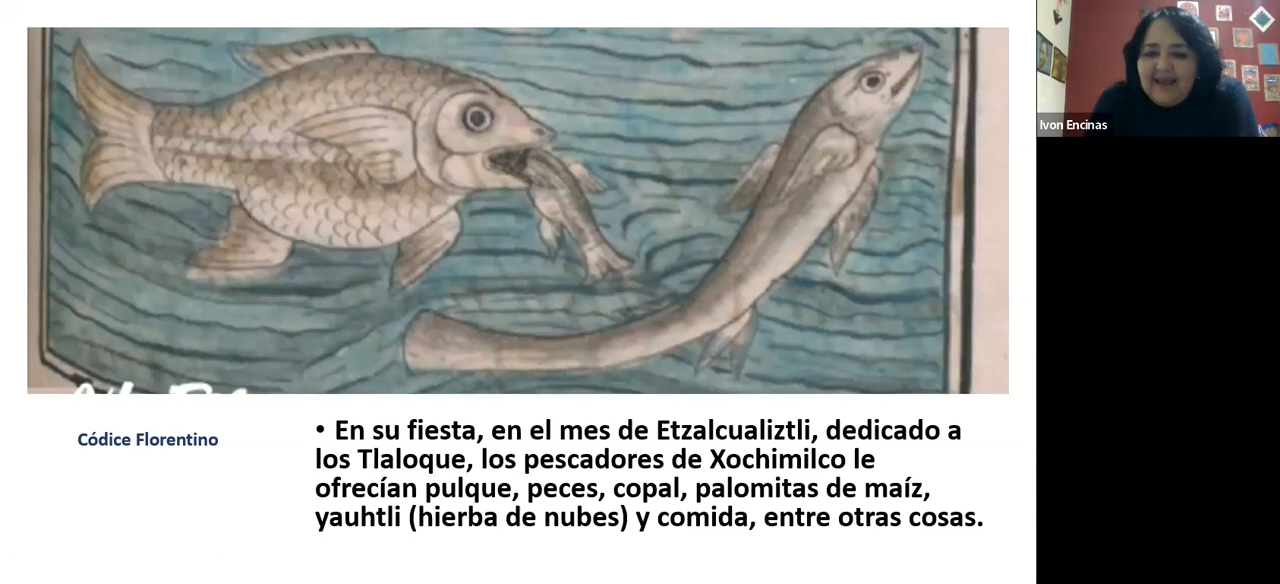 Ivon Encinas
Códice Florentino
• En su fiesta, en el mes de Etzalcualiztli, dedicado a
los Tlaloque, los pescadores de Xochimilco le
ofrecían pulque, peces, copal, palomitas de maíz,
yauhtli (hierba de nubes) y comida, entre otras cosas.